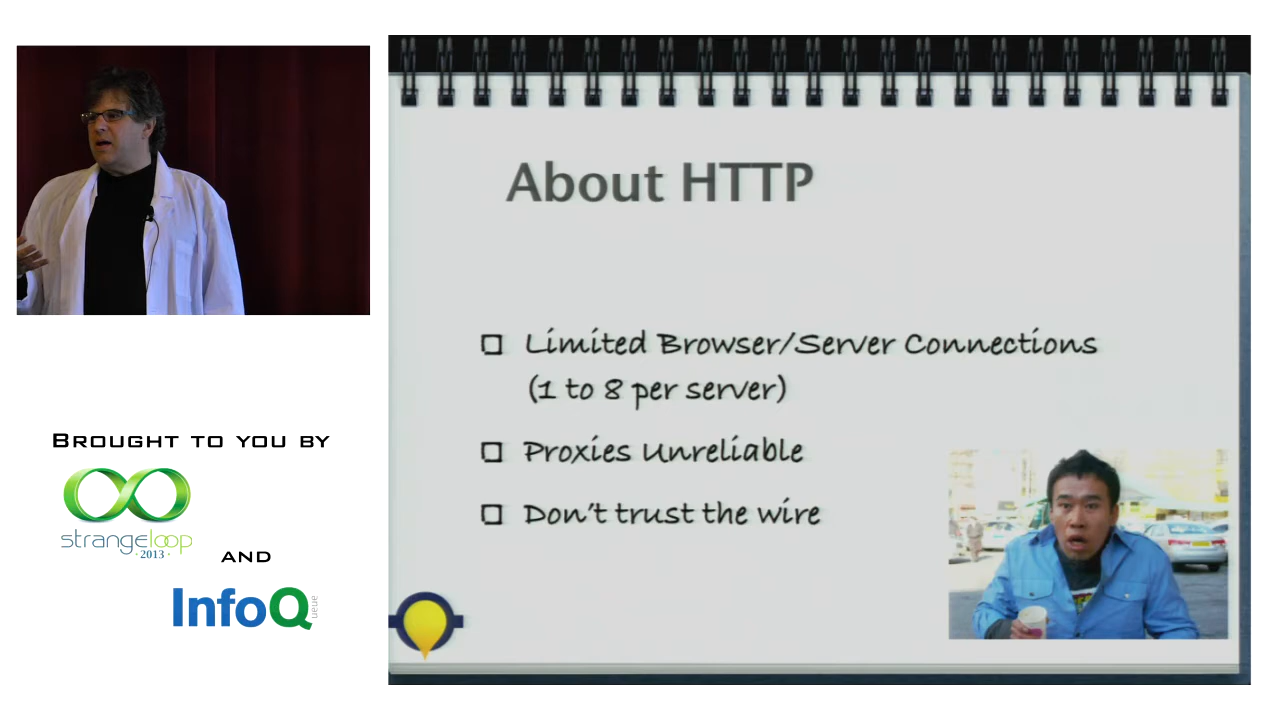 About HTTP
Limited Browser/Server Connections
(1 to 8 per server)
Proxies Unreliable
Don't trust the wire
BROUGHT TO YOU BY
strangeloop
· 2013 ·
AND
InfoQ